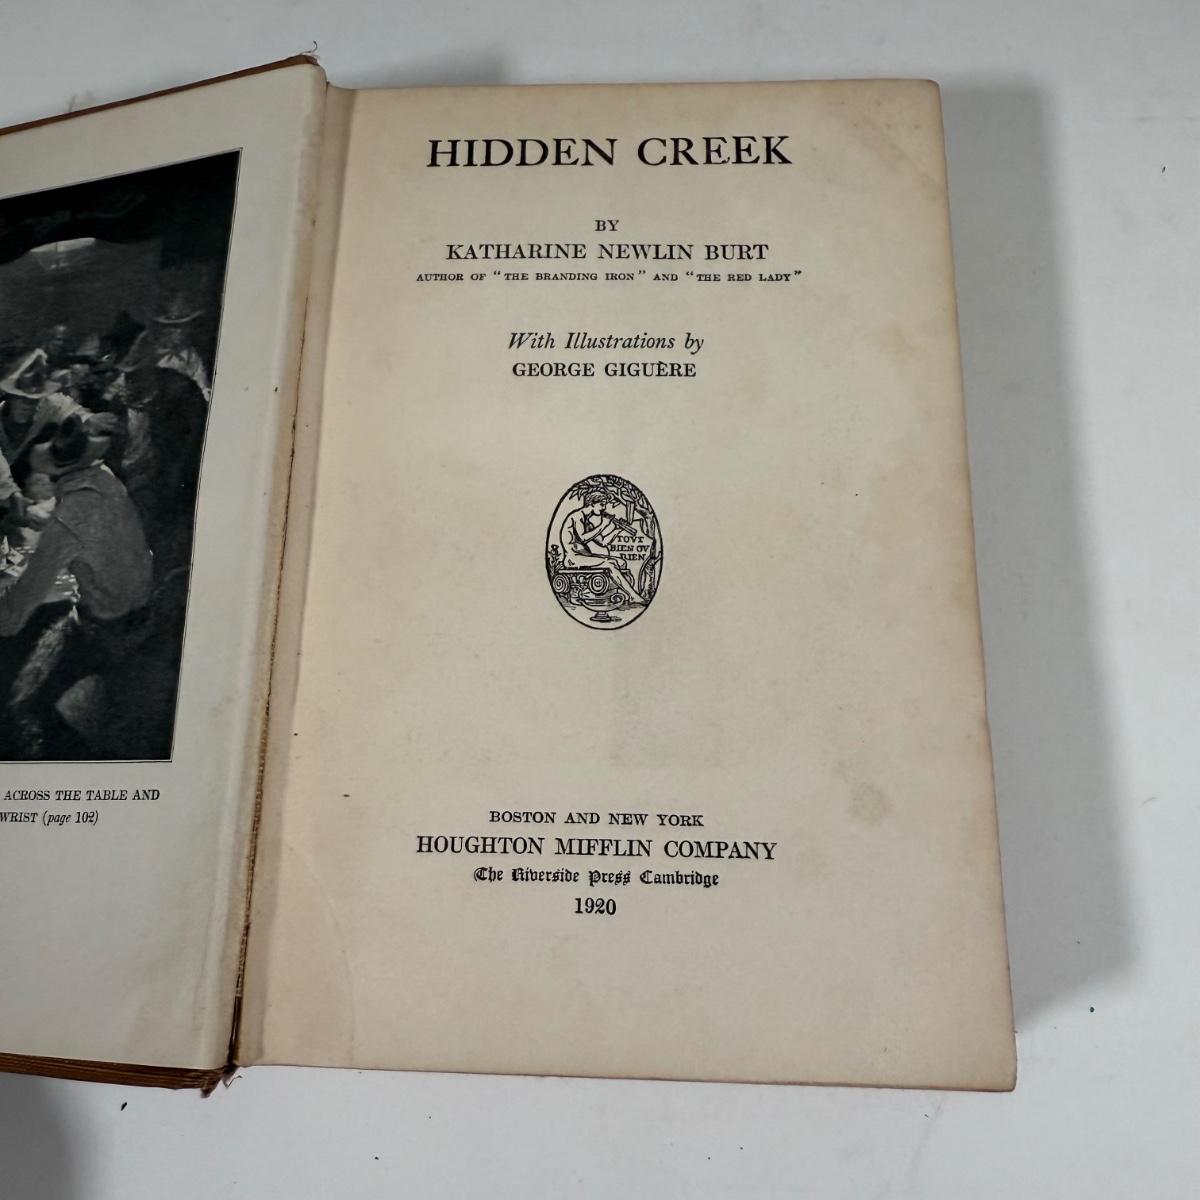 ACROSS THE TABLE AND
WRIST (page 102)
HIDDEN CREEK
BY
KATHARINE NEWLIN BURT
AUTHOR OF "THE BRANDING IRON" AND "THE RED LADY"
With Illustrations by
GEORGE GIGUÈRE
TOVT
BIEN OV
RIEN
BOSTON AND NEW YORK
HOUGHTON MIFFLIN COMPANY
The Riverside Press Cambridge
1920